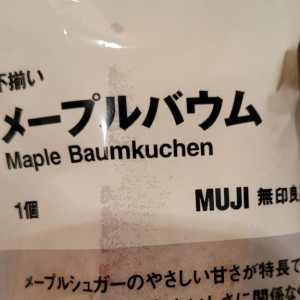 不揃い
メープルバウム
Maple Baumkuchen
1個
MUJI 無印良
メープルシュガーのやさしい甘さが特長で